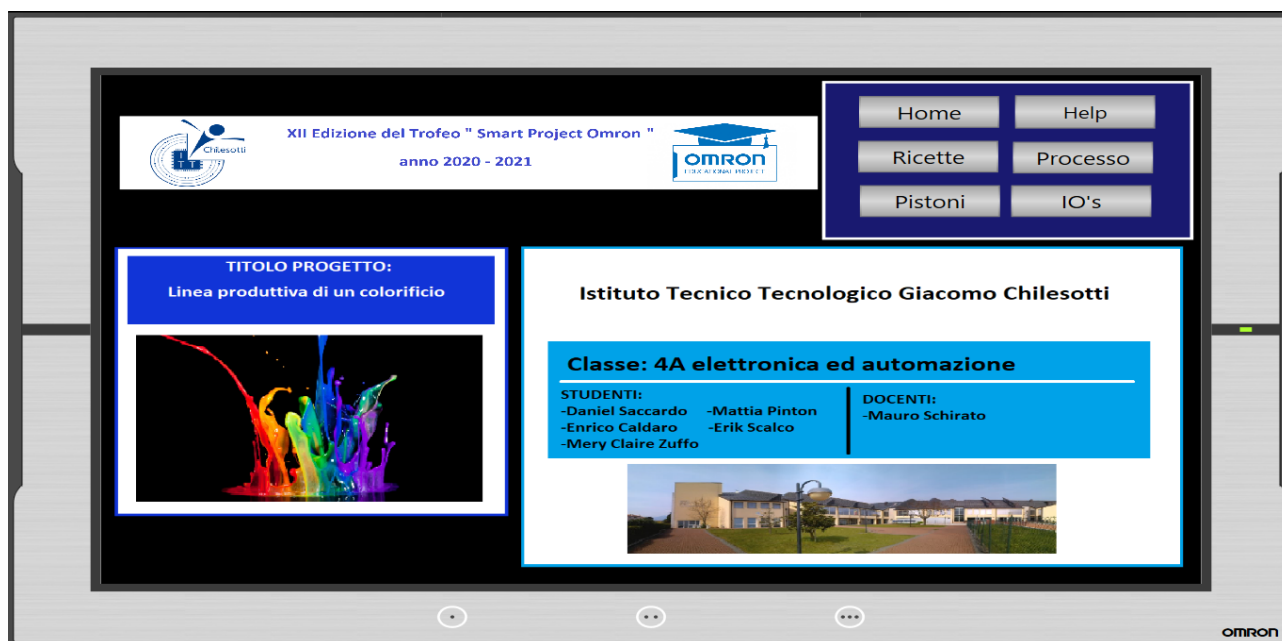 Chilesotti
I T T
XII Edizione del Trofeo " Smart Project Omron "
anno 2020 - 2021
OMRON
EDUCATIONAL PROJECT
Home
Help
Ricette
Processo
Pistoni
IO's
TITOLO PROGETTO:
Linea produttiva di un colorificio
Istituto Tecnico Tecnologico Giacomo Chilesotti
Classe: 4A elettronica ed automazione
STUDENTI:
-Daniel Saccardo -Mattia Pinton
-Enrico Caldaro -Erik Scalco
-Mery Claire Zuffo
DOCENTI:
-Mauro Schirato
OMRON